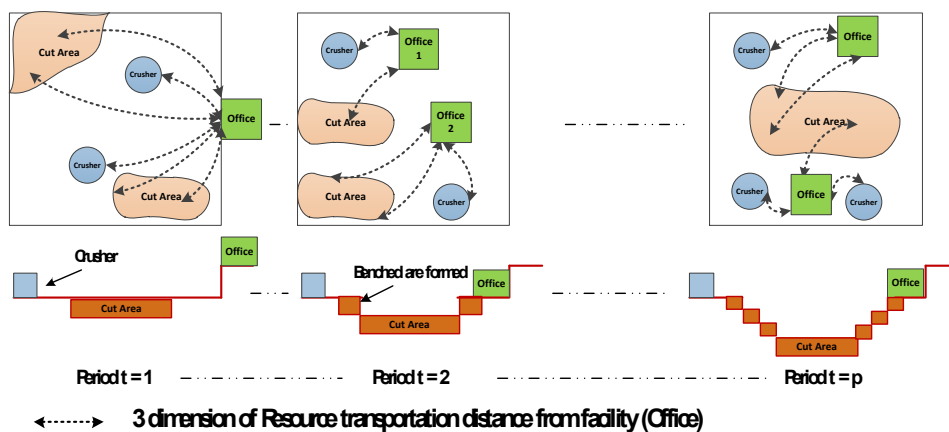 Cut Area
Crusher
Office
Crusher
Cut Area
Crusher
Office
1
Cut Area
Office
2
Cut Area
Crusher
Crusher
Office
Cut Area
Crusher
Office
Crusher
Crusher
Office
Cut Area
Benched are formed
Office
Cut Area
Office
Cut Area
Period t = 1
Period t = 2
Period t = p
3 dimension of Resource transportation distance from facility (Office)